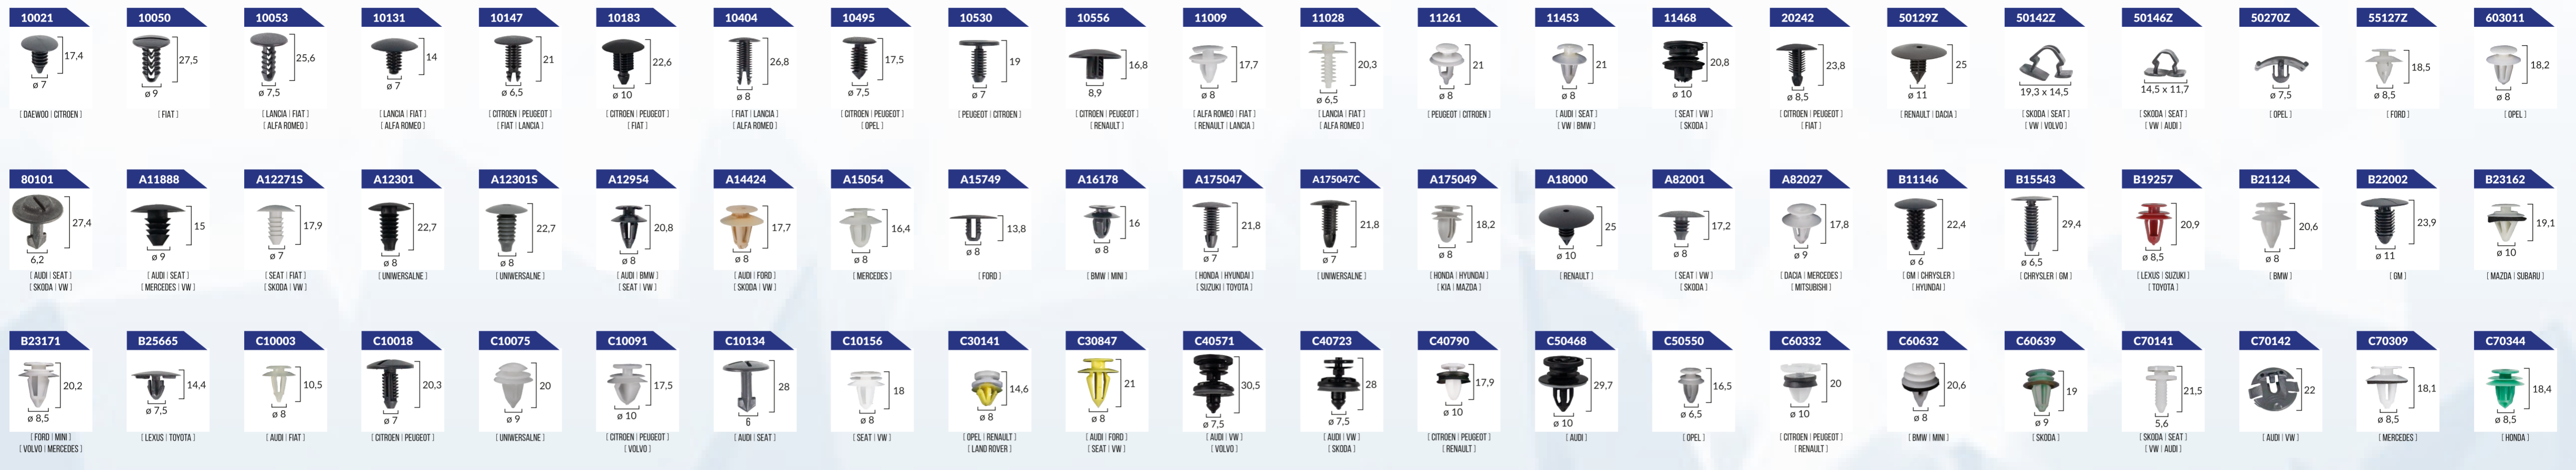 10021 10050 10053 10131 10147 10183 10404 10495 10530 10556 11009 11028 11261 11453 11468 20242 50129Z 50142Z 50146Z 50270Z 55127Z 603011
17,4 27,5 25,6 14 21 22,6 26,8 17,5 19 16,8 17,7 20,3 21 21 20,8 23,8 25 18,5 18,2
ø 7 ø 9 ø 7,5 ø 7 ø 6,5 ø 10 ø 8 ø 7,5 ø 7 8,9 ø 8 ø 6,5 ø 8 ø 8 ø 10 ø 8,5 ø 11 19,3 x 14,5 14,5 x 11,7 ø 7,5 ø 8,5 ø 8
[ DAEWOO | CITROEN ] [ FIAT ] [ LANCIA | FIAT ] [ LANCIA | FIAT ] [ CITROEN | PEUGEOT ] [ CITROEN | PEUGEOT ] [ FIAT | LANCIA ] [ CITROEN | PEUGEOT ] [ PEUGEOT | CITROEN ] [ CITROEN | PEUGEOT ] [ ALFA ROMEO | FIAT ] [ LANCIA | FIAT ] [ PEUGEOT | CITROEN ] [ AUDI | SEAT ] [ SEAT | VW ] [ CITROEN | PEUGEOT ] [ RENAULT | DACIA ] [ SKODA | SEAT ] [ SKODA | SEAT ] [ OPEL ] [ FORD ] [ OPEL ]
[ ALFA ROMEO ] [ ALFA ROMEO ] [ FIAT | LANCIA ] [ FIAT ] [ ALFA ROMEO ] [ OPEL ] [ RENAULT ] [ RENAULT | LANCIA ] [ ALFA ROMEO ] [ VW | BMW ] [ SKODA ] [ FIAT ] [ VW | VOLVO ] [ VW | AUDI ]
80101 A11888 A12271S A12301 A12301S A12954 A14424 A15054 A15749 A16178 A175047 A175047C A175049 A18000 A82001 A82027 B11146 B15543 B19257 B21124 B22002 B23162
27,4 15 17,9 22,7 22,7 20,8 17,7 16,4 13,8 16 21,8 21,8 18,2 25 17,2 17,8 22,4 29,4 20,9 20,6 23,9 19,1
6,2 ø 9 ø 7 ø 8 ø 8 ø 8 ø 8 ø 8 ø 8 ø 8 ø 7 ø 7 ø 8 ø 10 ø 8 ø 9 ø 6 ø 6,5 ø 8,5 ø 8 ø 11 ø 10
[ AUDI | SEAT ] [ AUDI | SEAT ] [ SEAT | FIAT ] [ UNIWERSALNE ] [ UNIWERSALNE ] [ AUDI | BMW ] [ AUDI | FORD ] [ MERCEDES ] [ FORD ] [ BMW | MINI ] [ HONDA | HYUNDAI ] [ UNIWERSALNE ] [ HONDA | HYUNDAI ] [ RENAULT ] [ SEAT | VW ] [ DACIA | MERCEDES ] [ GM | CHRYSLER ] [ CHRYSLER | GM ] [ LEXUS | SUZUKI ] [ BMW ] [ GM ] [ MAZDA | SUBARU ]
[ SKODA | VW ] [ MERCEDES | VW ] [ SKODA | VW ] [ SEAT | VW ] [ SKODA | VW ] [ SUZUKI | TOYOTA ] [ KIA | MAZDA ] [ SKODA ] [ MITSUBISHI ] [ HYUNDAI ] [ TOYOTA ]
B23171 B25665 C10003 C10018 C10075 C10091 C10134 C10156 C30141 C30847 C40571 C40723 C40790 C50468 C50550 C60332 C60632 C60639 C70141 C70142 C70309 C70344
20,2 14,4 10,5 20,3 20 17,5 28 18 14,6 21 30,5 28 17,9 29,7 16,5 20 20,6 19 21,5 22 18,1 18,4
ø 8,5 ø 7,5 ø 8 ø 7 ø 9 ø 10 6 ø 8 ø 8 ø 8 ø 7,5 ø 7,5 ø 10 ø 10 ø 6,5 ø 10 ø 8 ø 9 5,6 ø 8,5 ø 8,5
[ FORD | MINI ] [ LEXUS | TOYOTA ] [ AUDI | FIAT ] [ CITROEN | PEUGEOT ] [ UNIWERSALNE ] [ CITROEN | PEUGEOT ] [ AUDI | SEAT ] [ SEAT | VW ] [ OPEL | RENAULT ] [ AUDI | FORD ] [ AUDI | VW ] [ AUDI | VW ] [ CITROEN | PEUGEOT ] [ AUDI ] [ OPEL ] [ CITROEN | PEUGEOT ] [ BMW | MINI ] [ SKODA ] [ SKODA | SEAT ] [ AUDI | VW ] [ MERCEDES ] [ HONDA ]
[ VOLVO | MERCEDES ] [ VOLVO ] [ LAND ROVER ] [ SEAT | VW ] [ VOLVO ] [ SKODA ] [ RENAULT ] [ RENAULT ] [ VW | AUDI ]